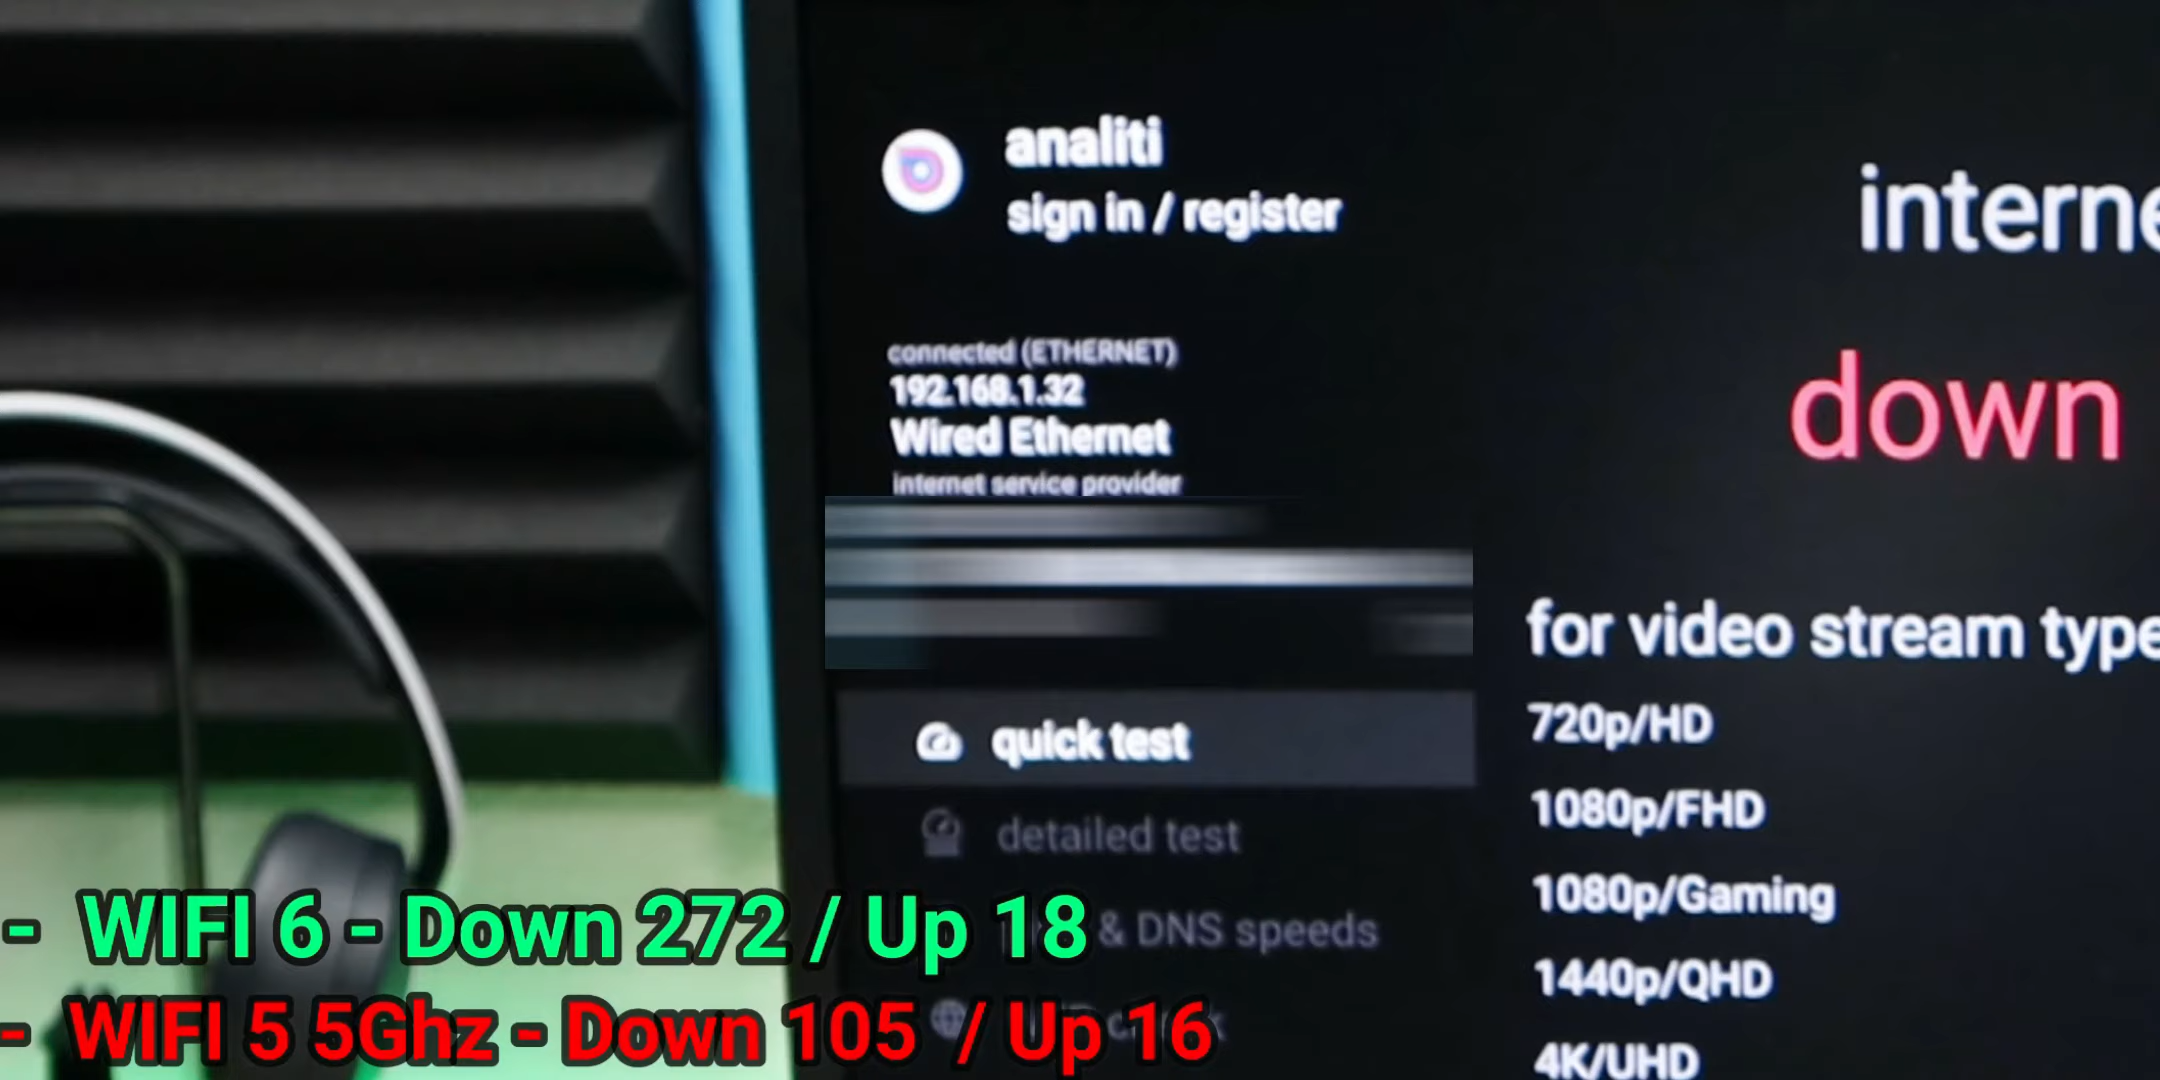 analiti
sign in / register
connected (ETHERNET)
192.168.1.32
Wired Ethernet
internet service provider
quick test
detailed test
& DNS speeds
interne
down
for video stream type
720p/HD
1080p/FHD
1080p/Gaming
1440p/QHD
4K/UHD
- WIFI 6 - Down 272 / Up 18
- WIFI 5 5Ghz - Down 105 / Up 16